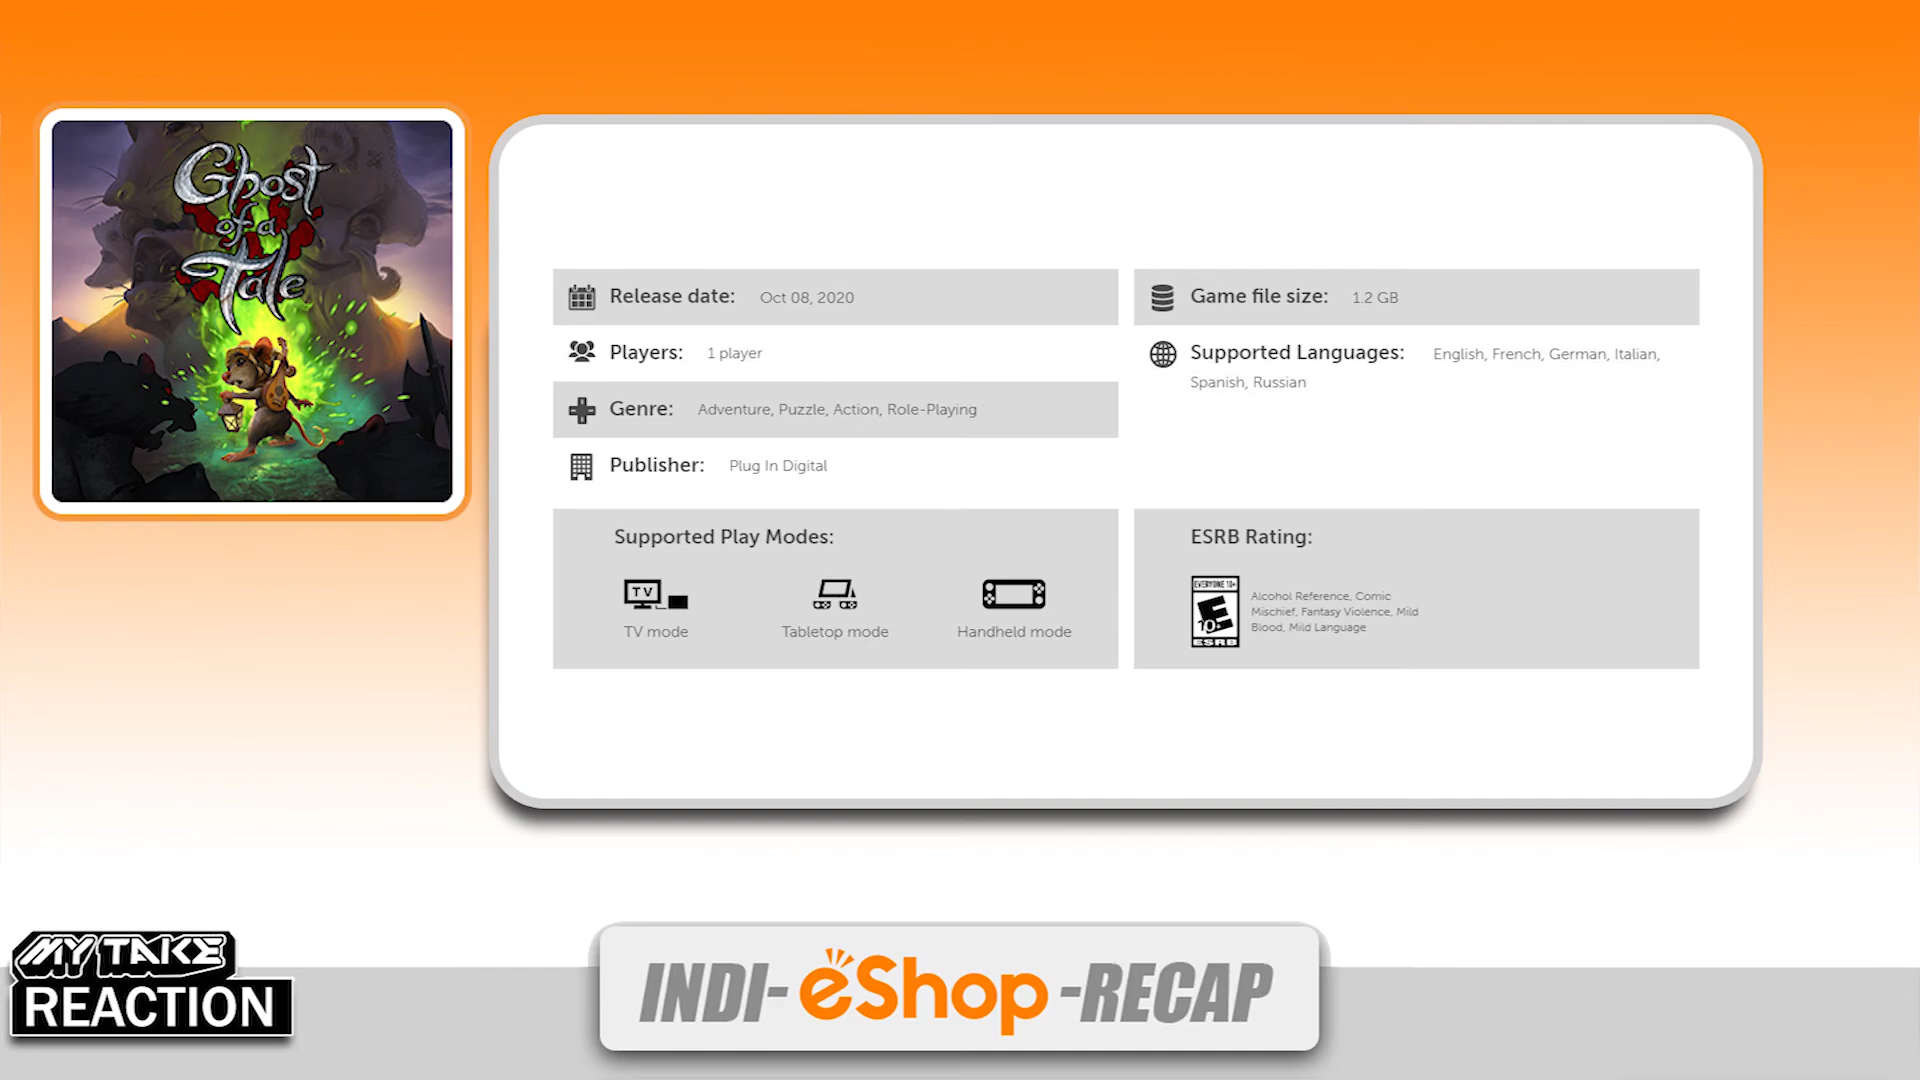 Ghost
of a
Tale
Release date: Oct 08, 2020
Players: 1 player
Genre: Adventure, Puzzle, Action, Role-Playing
Publisher: Plug In Digital
Game file size: 1.2 GB
Supported Languages: English, French, German, Italian,
Spanish, Russian
Supported Play Modes:
TV
TV mode
Tabletop mode
Handheld mode
ESRB Rating:
EVERYONE 10+
E
10+
ESRB
Alcohol Reference, Comic
Mischief, Fantasy Violence, Mild
Blood, Mild Language
MY TAKE
REACTION
INDI-eShop-RECAP